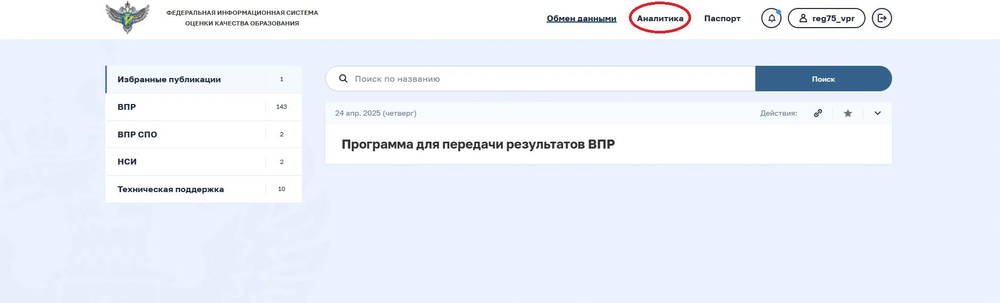 ФЕДЕРАЛЬНАЯ ИНФОРМАЦИОННАЯ СИСТЕМА
ОЦЕНКИ КАЧЕСТВА ОБРАЗОВАНИЯ
Обмен данными
Аналитика
Паспорт
reg75_vpr
Избранные публикации 1
ВПР 143
ВПР СПО 2
НСИ 2
Техническая поддержка 10
Поиск по названию
Поиск
24 апр. 2025 (четверг)
Действия:
Программа для передачи результатов ВПР